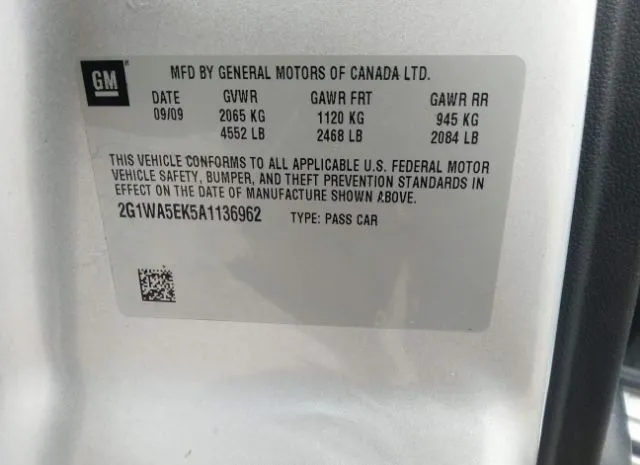 GM
MFD BY GENERAL MOTORS OF CANADA LTD.
DATE GVWR GAWR FRT GAWR RR
09/09 2065 KG 1120 KG 945 KG
4552 LB 2468 LB 2084 LB
THIS VEHICLE CONFORMS TO ALL APPLICABLE U.S. FEDERAL MOTOR
VEHICLE SAFETY, BUMPER, AND THEFT PREVENTION STANDARDS IN
EFFECT ON THE DATE OF MANUFACTURE SHOWN ABOVE.
2G1WA5EK5A1136962 TYPE: PASS CAR